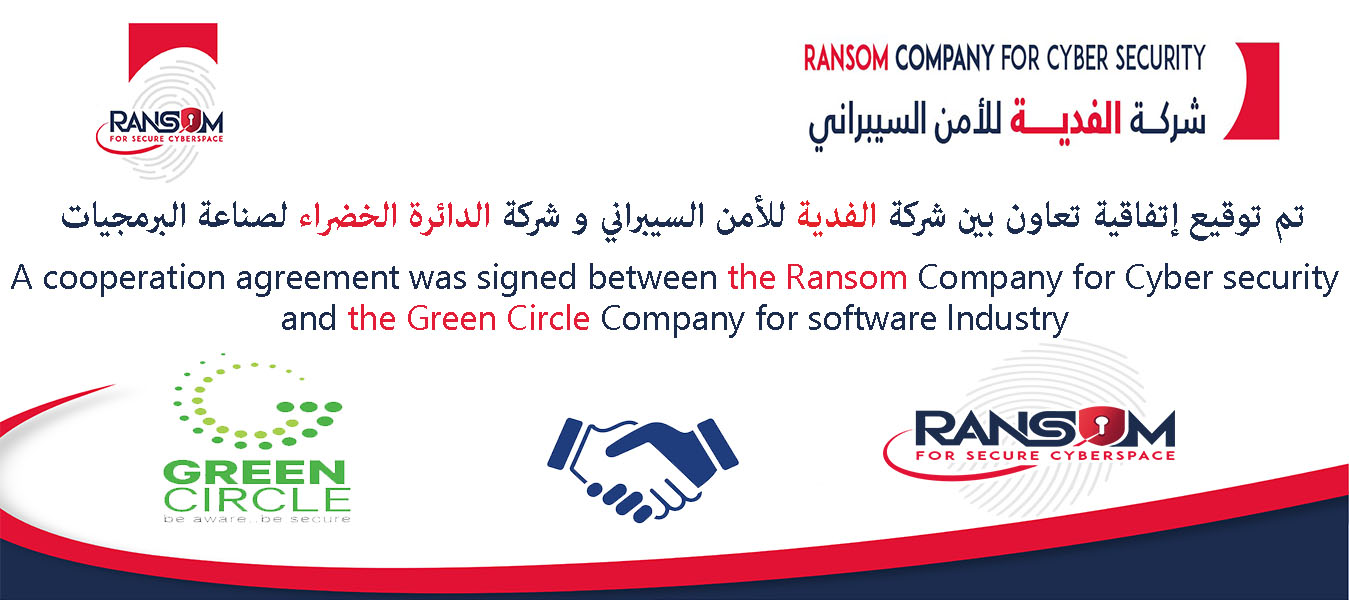 RANSOM
FOR SECURE CYBERSPACE
RANSOM COMPANY FOR CYBER SECURITY
شركة الفدية للأمن السيبراني
تم توقيع إتفاقية تعاون بين شركة الفدية للأمن السيبراني و شركة الدائرة الخضراء لصناعة البرمجيات
A cooperation agreement was signed between the Ransom Company for Cyber security
and the Green Circle Company for software Industry
GREEN
CIRCLE
be aware..be secure
RANSOM
FOR SECURE CYBERSPACE